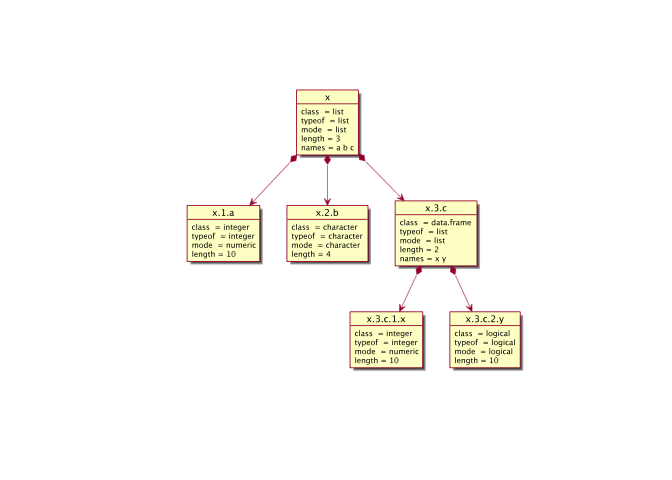 x
class = list
typeof = list
mode = list
length = 3
names = a b c
x.1.a
class = integer
typeof = integer
mode = numeric
length = 10
x.2.b
class = character
typeof = character
mode = character
length = 4
x.3.c
class = data.frame
typeof = list
mode = list
length = 2
names = x y
x.3.c.1.x
class = integer
typeof = integer
mode = numeric
length = 10
x.3.c.2.y
class = logical
typeof = logical
mode = logical
length = 10